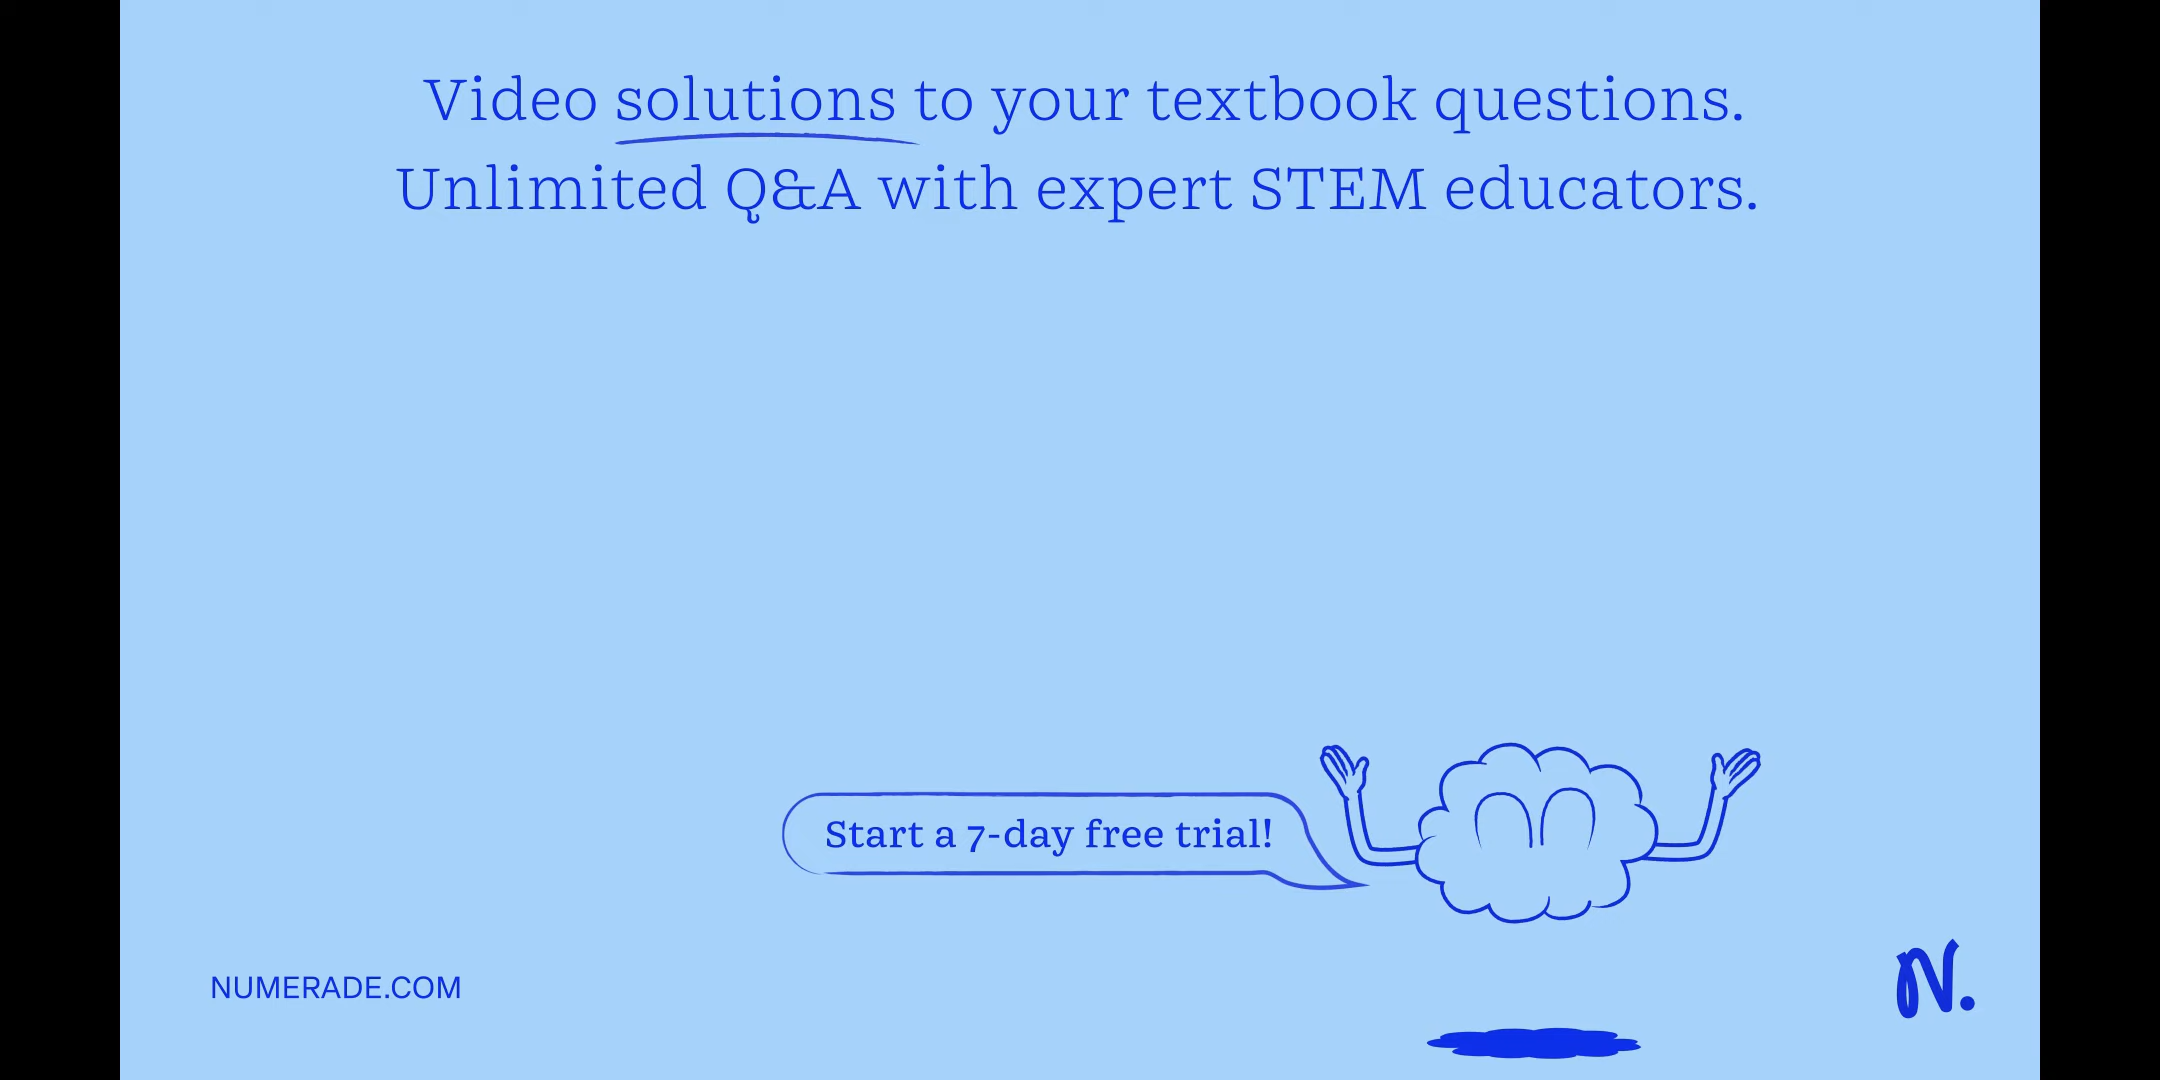 Video solutions to your textbook questions.
Unlimited Q&A with expert STEM educators.
Start a 7-day free trial!
NUMERADE.COM
N.